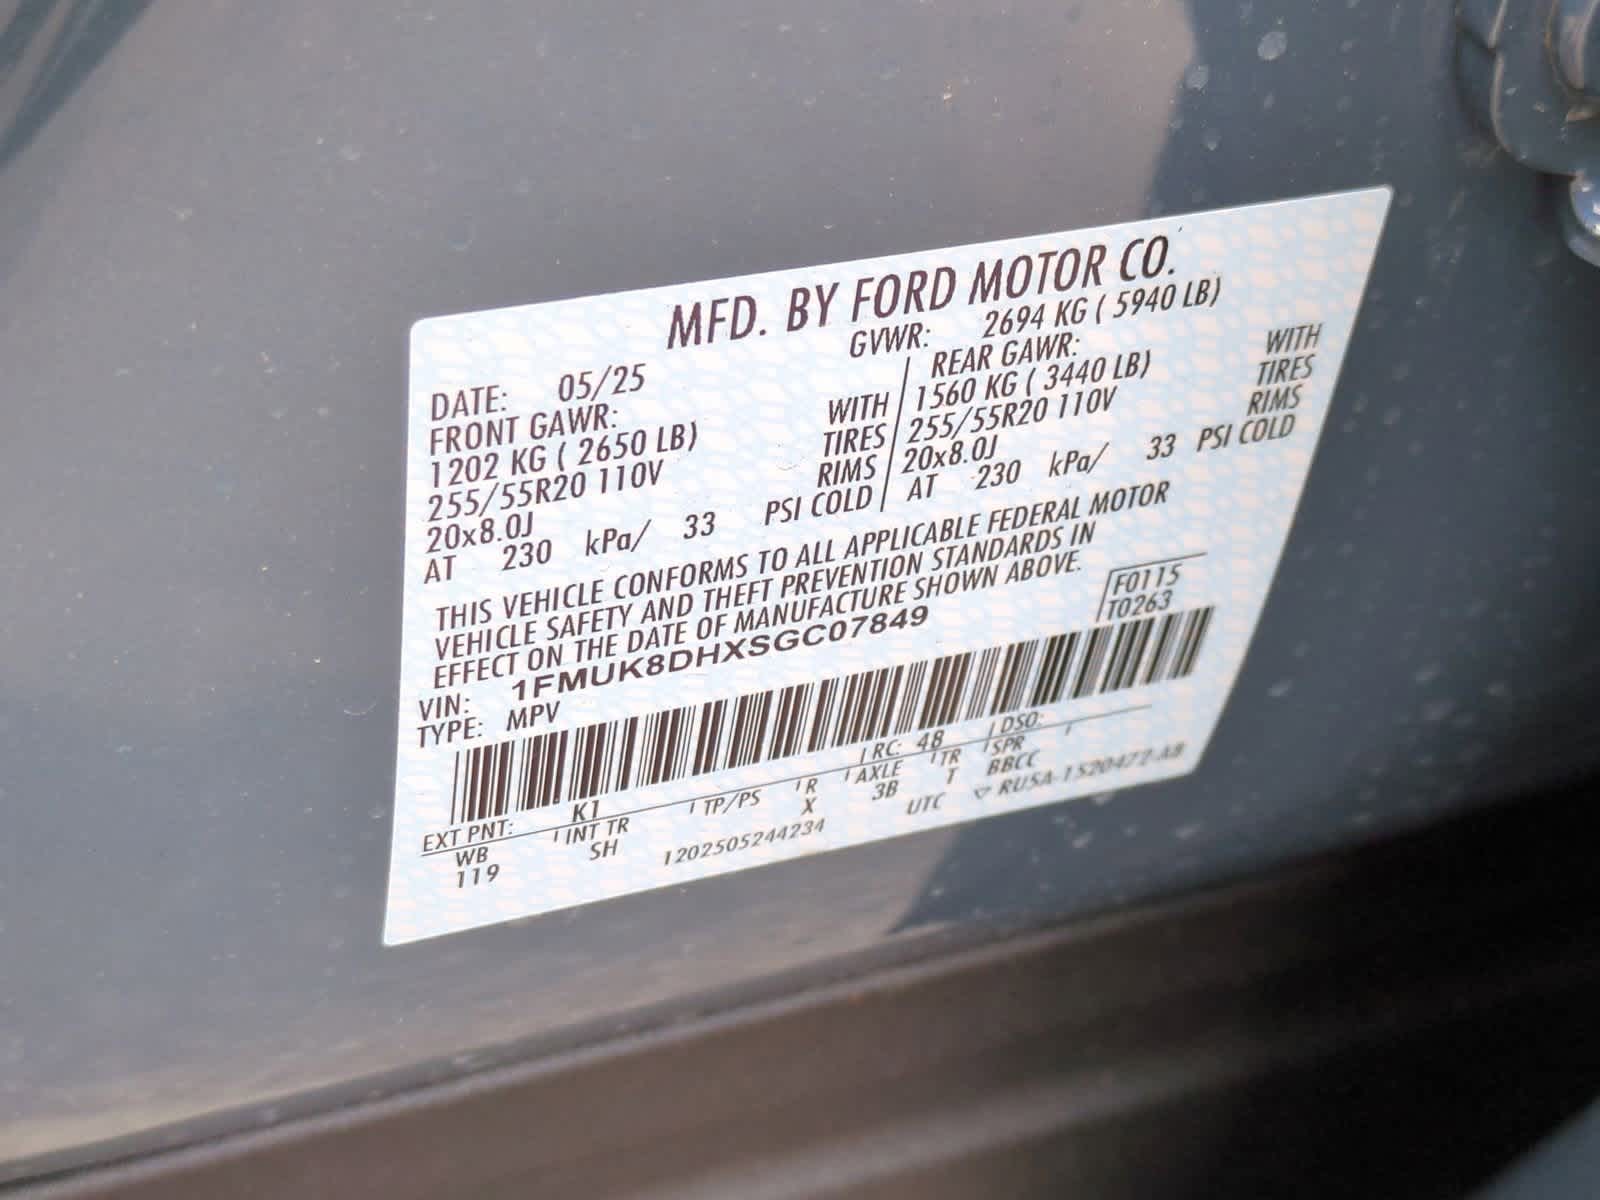 MFD. BY FORD MOTOR CO.
DATE: 05/25 GVWR: 2694 KG ( 5940 LB)
FRONT GAWR: REAR GAWR:
1202 KG ( 2650 LB) WITH 1560 KG ( 3440 LB) WITH
255/55R20 110V TIRES 255/55R20 110V TIRES
20x8.0J RIMS 20x8.0J RIMS
AT 230 kPa/ 33 PSI COLD AT 230 kPa/ 33 PSI COLD
THIS VEHICLE CONFORMS TO ALL APPLICABLE FEDERAL MOTOR
VEHICLE SAFETY AND THEFT PREVENTION STANDARDS IN
EFFECT ON THE DATE OF MANUFACTURE SHOWN ABOVE.
VIN: 1FMUK8DHXSGC07849 F0115
TYPE: MPV T0263
EXT PNT: K1 RC: 48 DSO:
WB INT TR TP/PS R AXLE TR SPR
119 SH X 3B T BBCC
1202505244234 UTC ▽ RU5A-1520472-AB